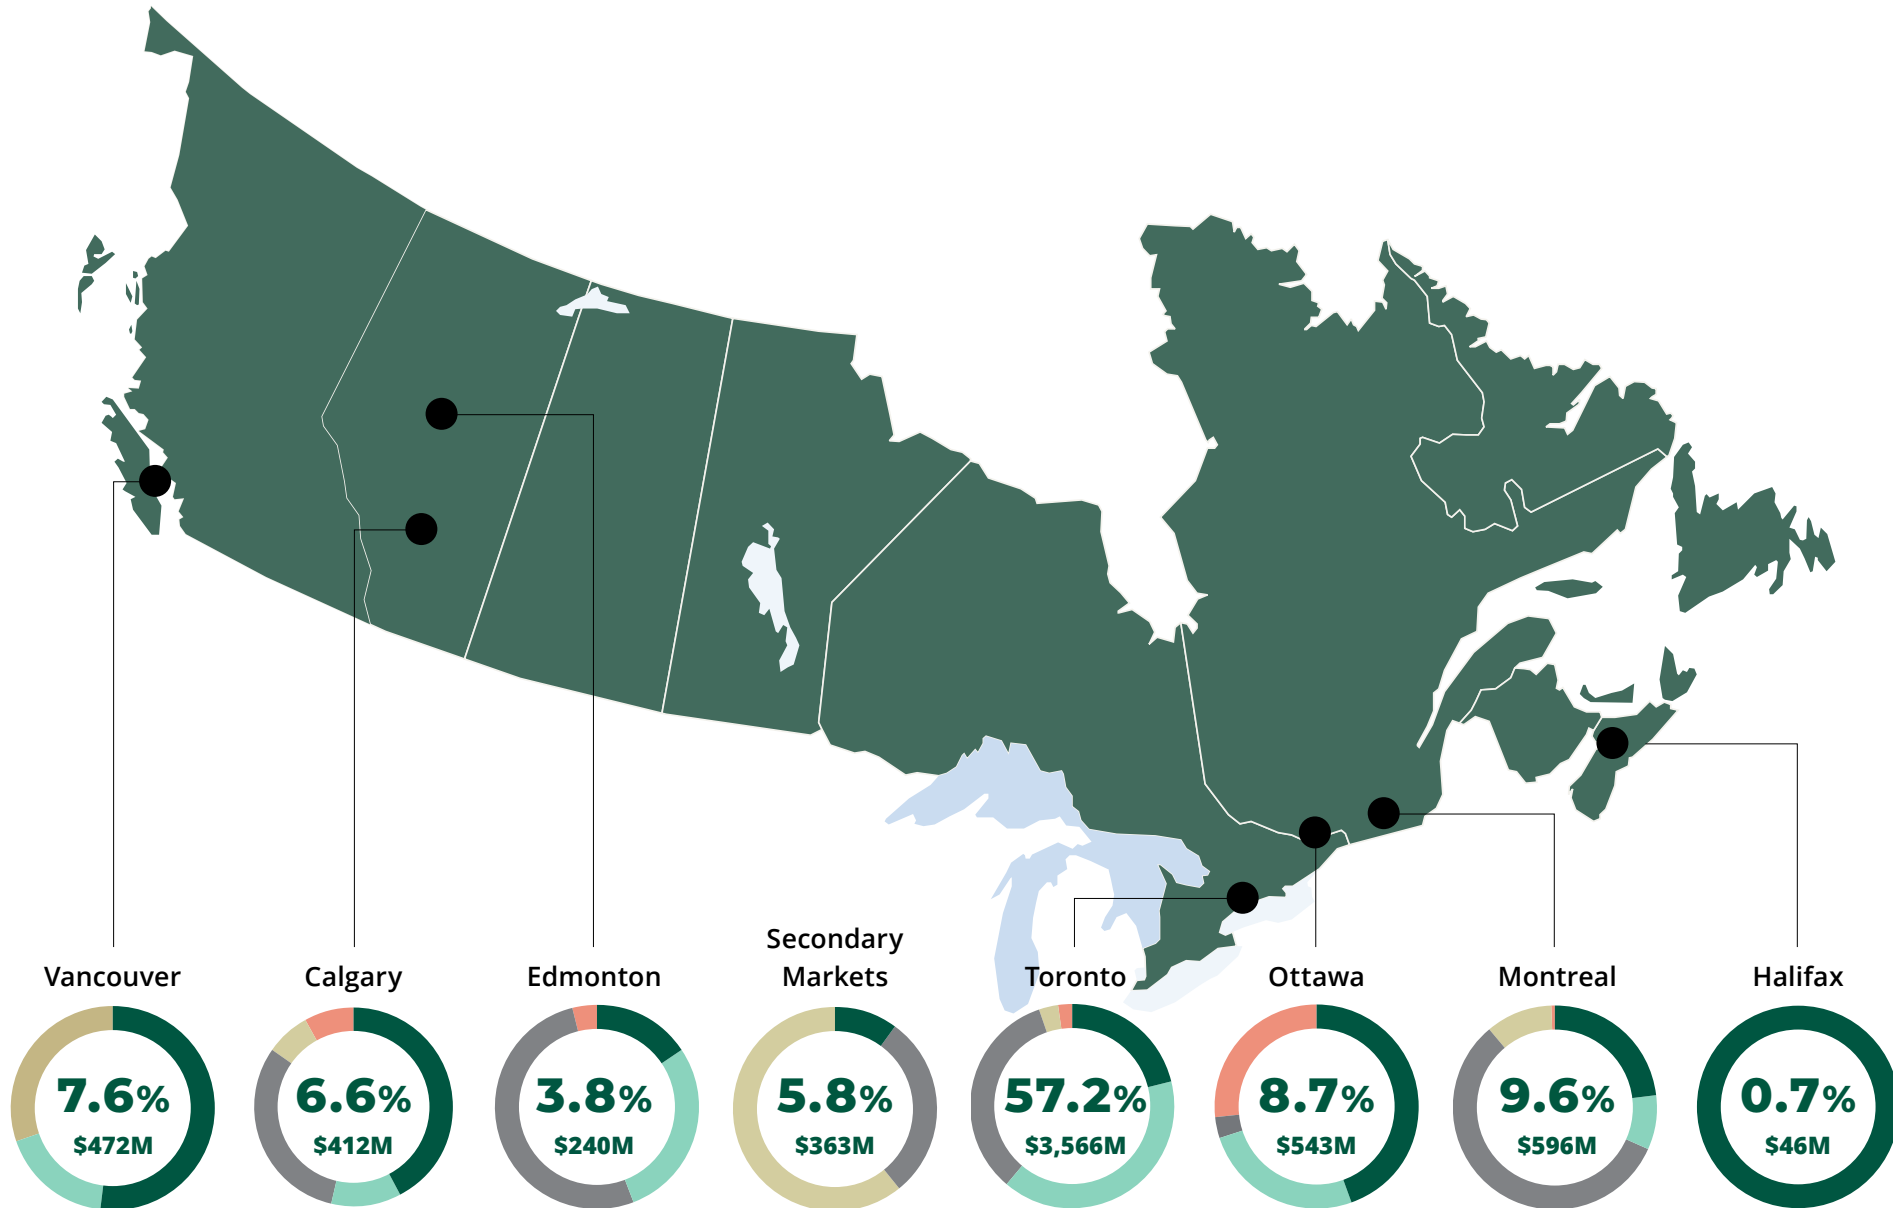 Vancouver
7.6%
$472M
Calgary
6.6%
$412M
Edmonton
3.8%
$240M
Secondary
Markets
5.8%
$363M
Toronto
57.2%
$3,566M
Ottawa
8.7%
$543M
Montreal
9.6%
$596M
Halifax
0.7%
$46M